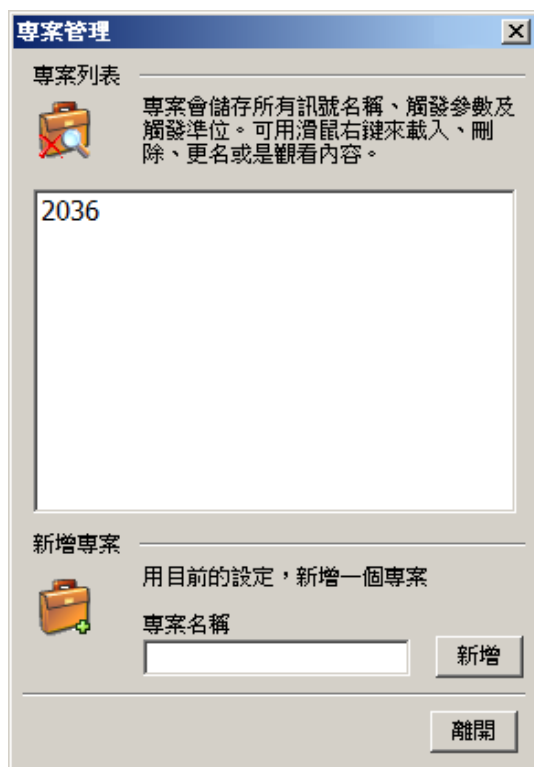 專案管理
專案列表
專案會儲存所有訊號名稱、觸發參數及
觸發準位。可用滑鼠右鍵來載入、刪
除、更名或是觀看內容。
2036
新增專案
用目前的設定，新增一個專案
專案名稱
新增
離開